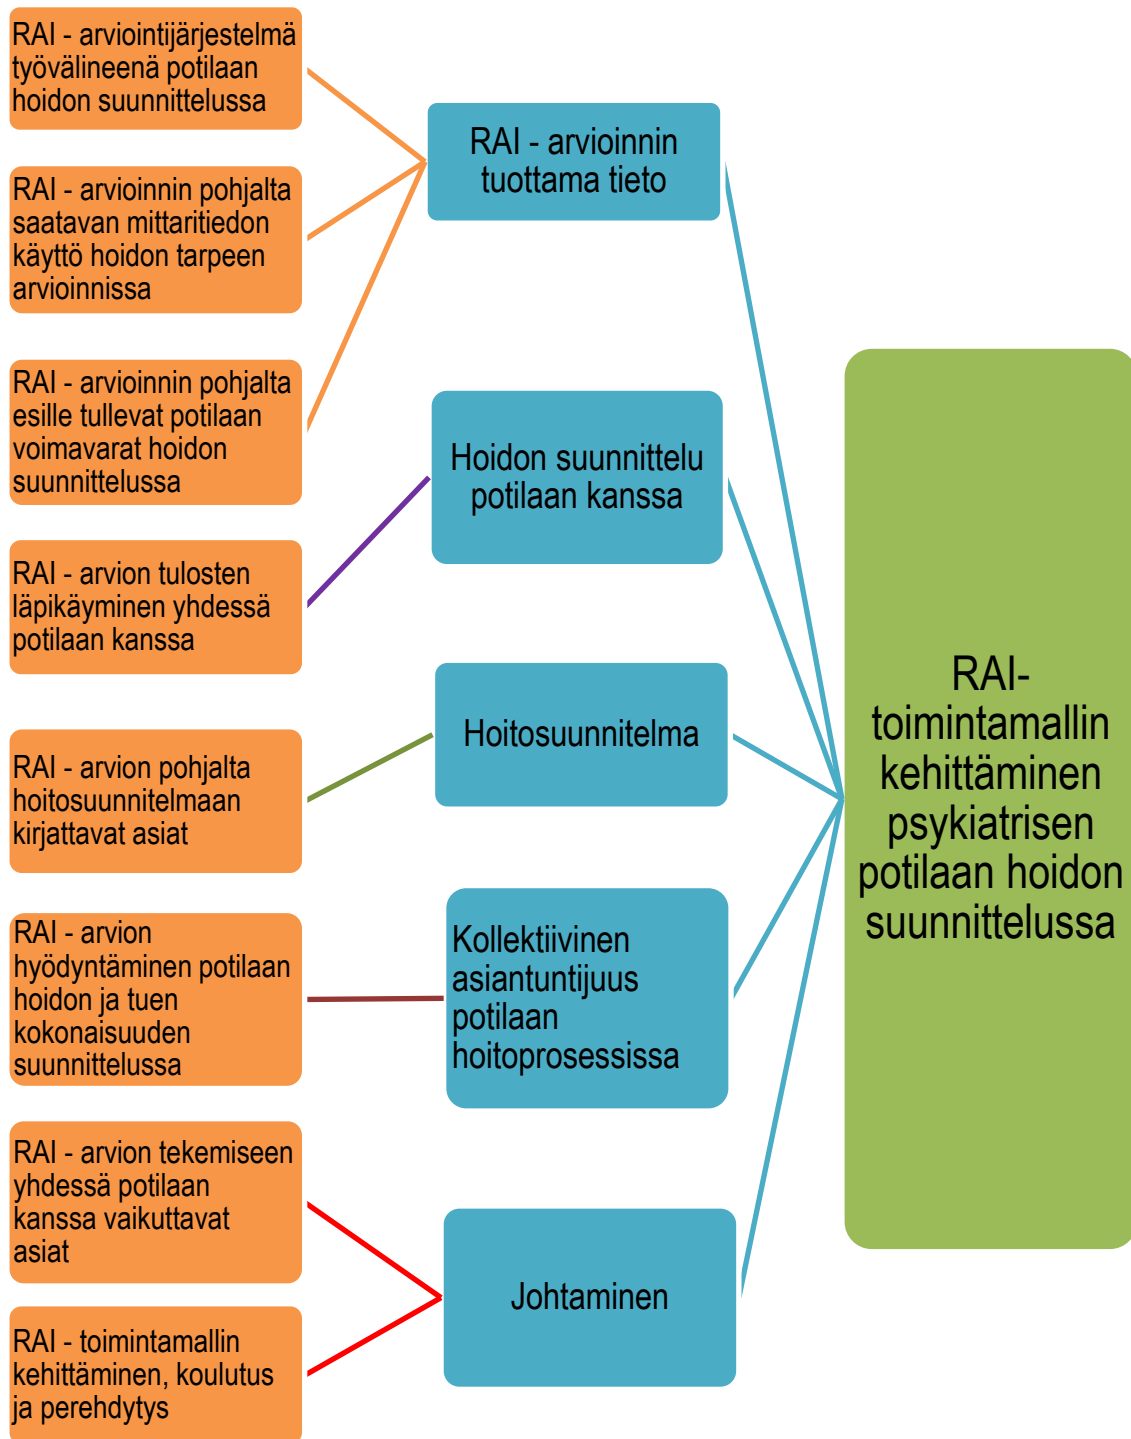 RAI - arviointijärjestelmä
työvälineenä potilaan
hoidon suunnittelussa
RAI - arvioinnin pohjalta
saatavan mittaritiedon
käyttö hoidon tarpeen
arvioinnissa
RAI - arvioinnin pohjalta
esille tullevat potilaan
voimavarat hoidon
suunnittelussa
RAI - arvion tulosten
läpikäyminen yhdessä
potilaan kanssa
RAI - arvion pohjalta
hoitosuunnitelmaan
kirjattavat asiat
RAI - arvion
hyödyntäminen potilaan
hoidon ja tuen
kokonaisuuden
suunnittelussa
RAI - arvion tekemiseen
yhdessä potilaan
kanssa vaikuttavat
asiat
RAI - toimintamallin
kehittäminen, koulutus
ja perehdytys
RAI - arvioinnin
tuottama tieto
Hoidon suunnittelu
potilaan kanssa
Hoitosuunnitelma
Kollektiivinen
asiantuntijuus
potilaan
hoitoprosessissa
Johtaminen
RAI-
toimintamallin
kehittäminen
psykiatrisen
potilaan hoidon
suunnittelussa